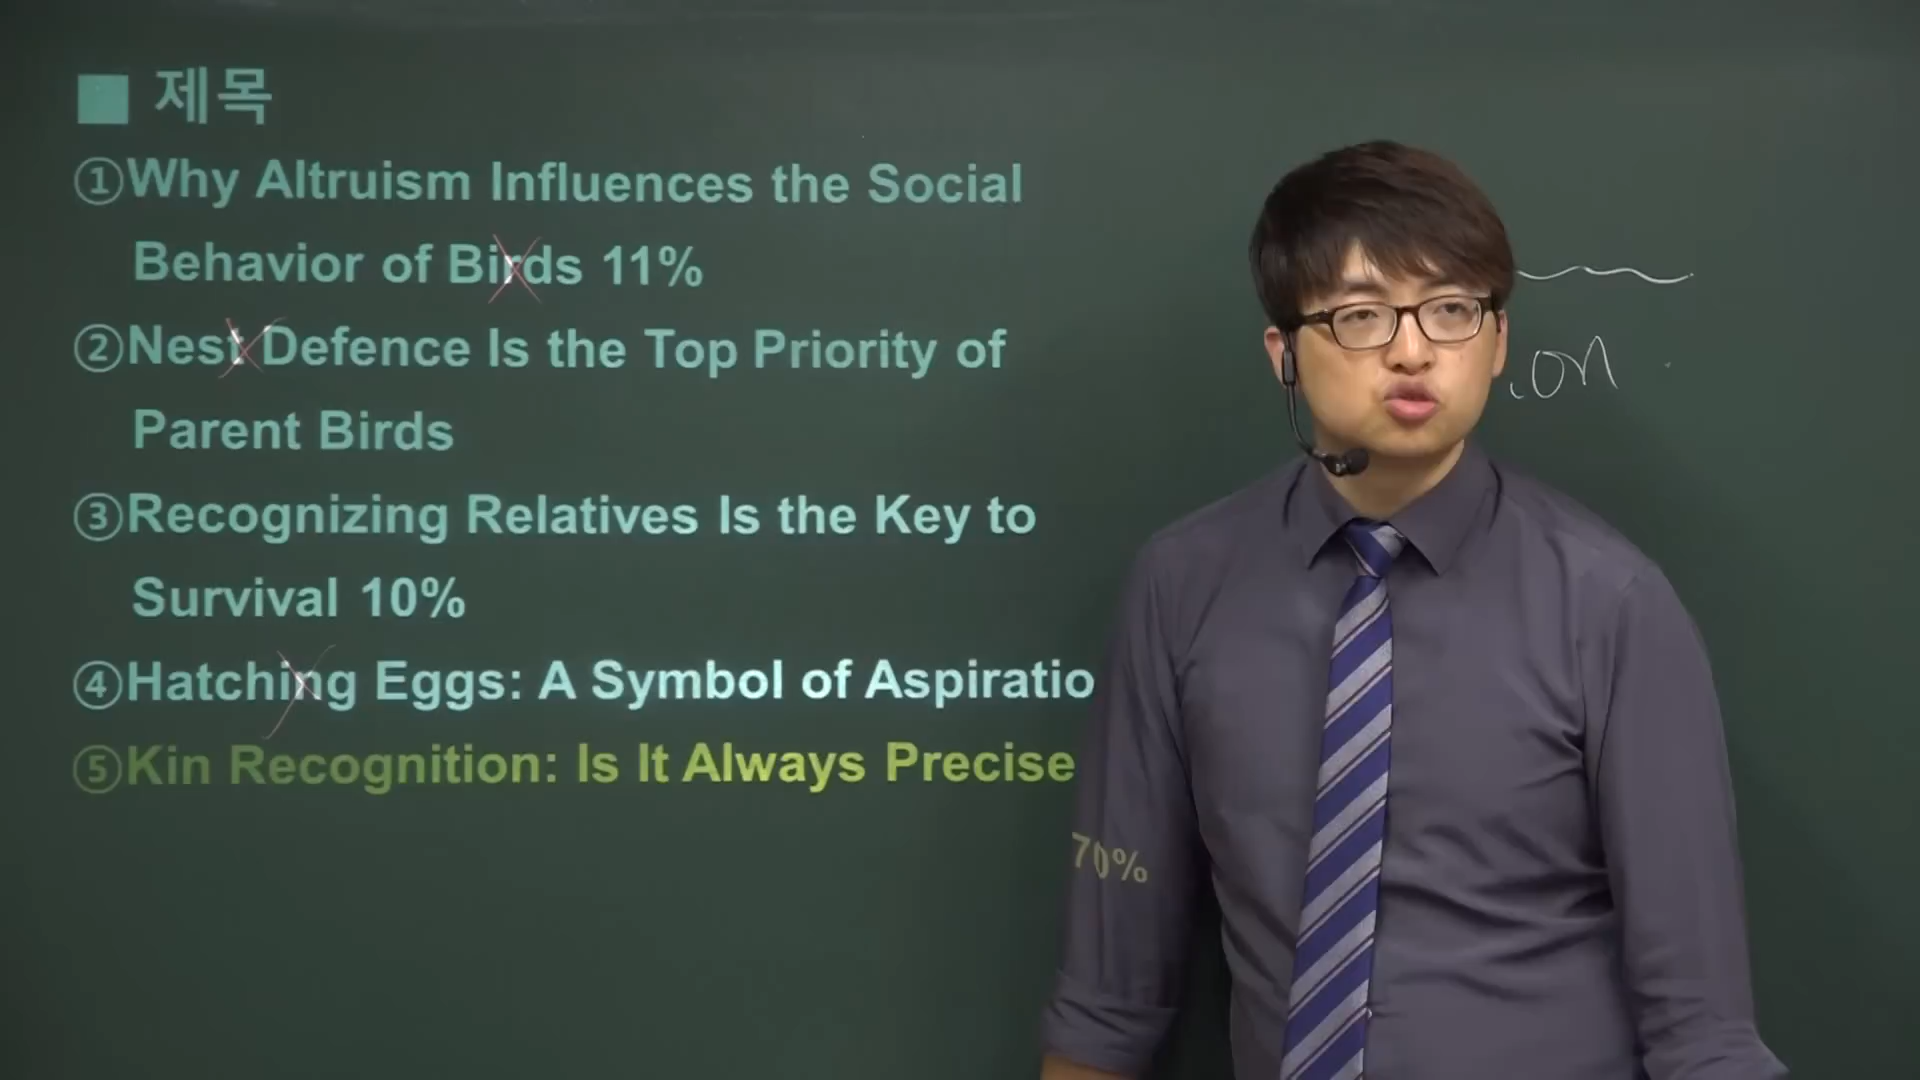 ■ 제목
①Why Altruism Influences the Social
Behavior of Birds 11%
②Nest Defence Is the Top Priority of
Parent Birds
③Recognizing Relatives Is the Key to
Survival 10%
④Hatching Eggs: A Symbol of Aspiratio
⑤Kin Recognition: Is It Always Precise
70%
on